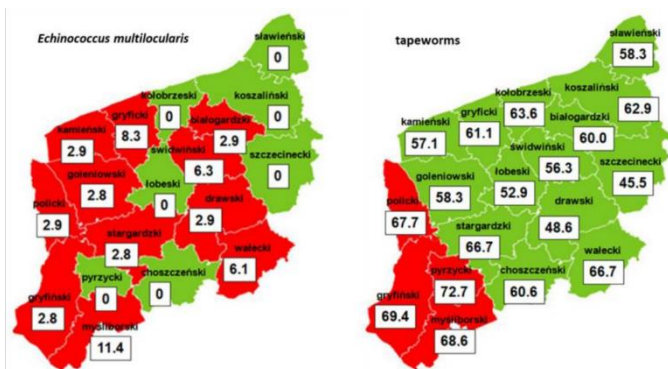 Echinococcus multilocularis
sławieński
0
kołobrzeski
0
koszaliński
0
gryficki
8.3
białogardzki
2.9
kamieński
2.9
świdwiński
6.3
szczecinecki
0
goleniowski
2.8
łobeski
0
policki
2.9
drawski
2.9
stargardzki
2.8
wałecki
6.1
pyrzycki
0
choszczeński
0
gryfiński
2.8
myśliborski
11.4
tapeworms
sławieński
58.3
kołobrzeski
63.6
koszaliński
62.9
gryficki
61.1
białogardzki
60.0
kamieński
57.1
świdwiński
56.3
szczecinecki
45.5
goleniowski
58.3
łobeski
52.9
policki
67.7
drawski
48.6
stargardzki
66.7
wałecki
66.7
pyrzycki
72.7
choszczeński
60.6
gryfiński
69.4
myśliborski
68.6